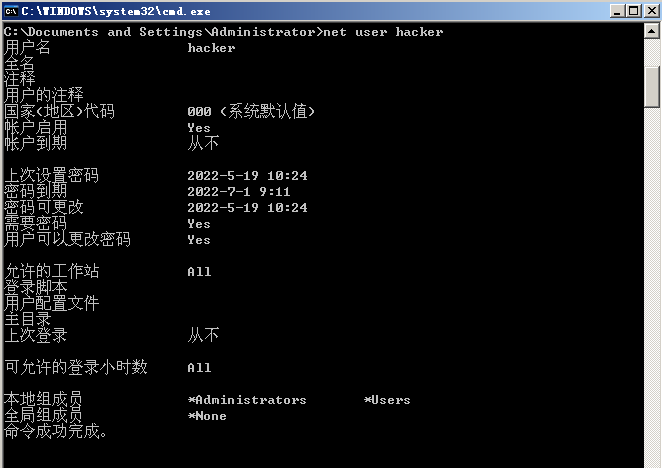 C:\WINDOWS\system32\cmd.exe
C:\Documents and Settings\Administrator>net user hacker
用户名 hacker
全名
注释
用户的注释
国家(地区)代码 000 (系统默认值)
帐户启用 Yes
帐户到期 从不
上次设置密码 2022-5-19 10:24
密码到期 2022-7-1 9:11
密码可更改 2022-5-19 10:24
需要密码 Yes
用户可以更改密码 Yes
允许的工作站 All
登录脚本
用户配置文件
主目录
上次登录 从不
可允许的登录小时数 All
本地组成员 *Administrators *Users
全局组成员 *None
命令成功完成。